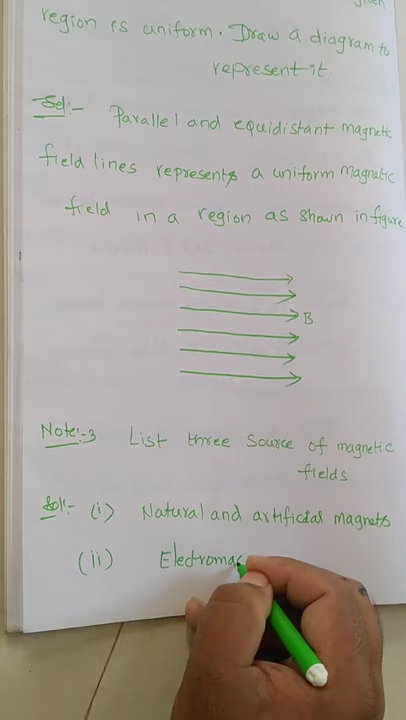 given
region is uniform. Draw a diagram to
represent it.
Sol:- Parallel and equidistant magnetic
field lines represents a uniform magnetic
field in a region as shown in figure
B
Note:-3 List three source of magnetic
fields
Sol:- (i) Natural and artificial magnets
(ii) Electromag